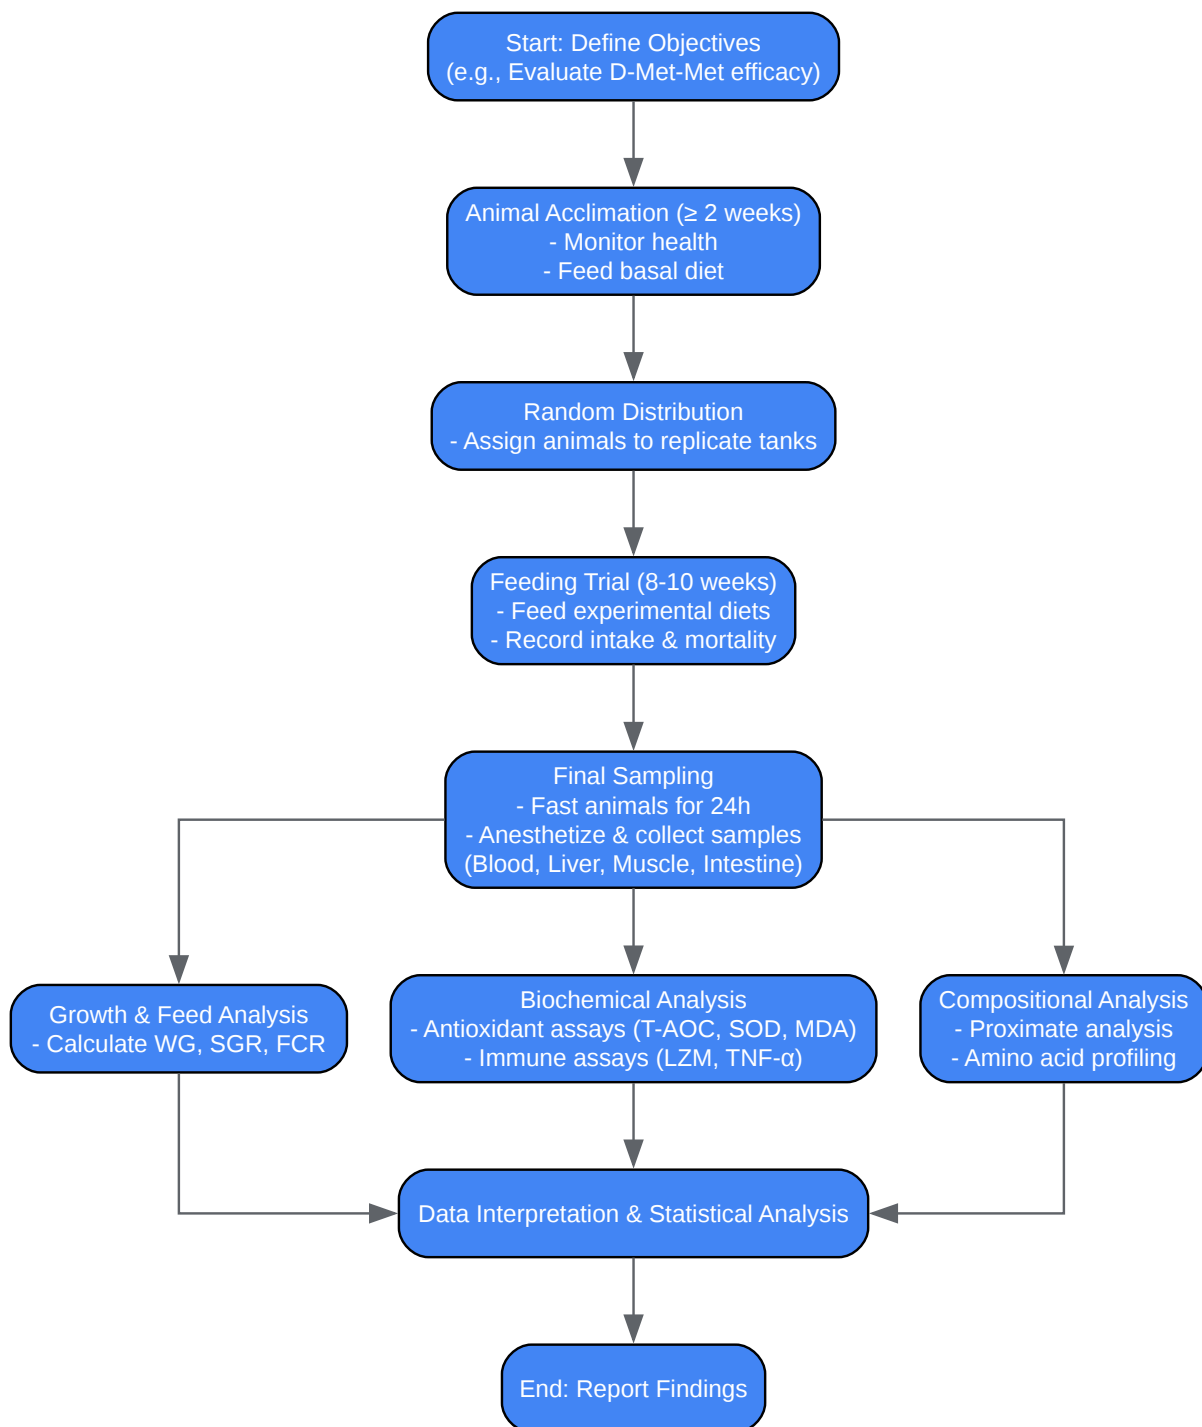 Start: Define Objectives
(e.g., Evaluate D-Met-Met efficacy)
Animal Acclimation (≥ 2 weeks)
- Monitor health
- Feed basal diet
Random Distribution
- Assign animals to replicate tanks
Feeding Trial (8-10 weeks)
- Feed experimental diets
- Record intake & mortality
Final Sampling
- Fast animals for 24h
- Anesthetize & collect samples
(Blood, Liver, Muscle, Intestine)
Growth & Feed Analysis
- Calculate WG, SGR, FCR
Biochemical Analysis
- Antioxidant assays (T-AOC, SOD, MDA)
- Immune assays (LZM, TNF-α)
Compositional Analysis
- Proximate analysis
- Amino acid profiling
Data Interpretation & Statistical Analysis
End: Report Findings